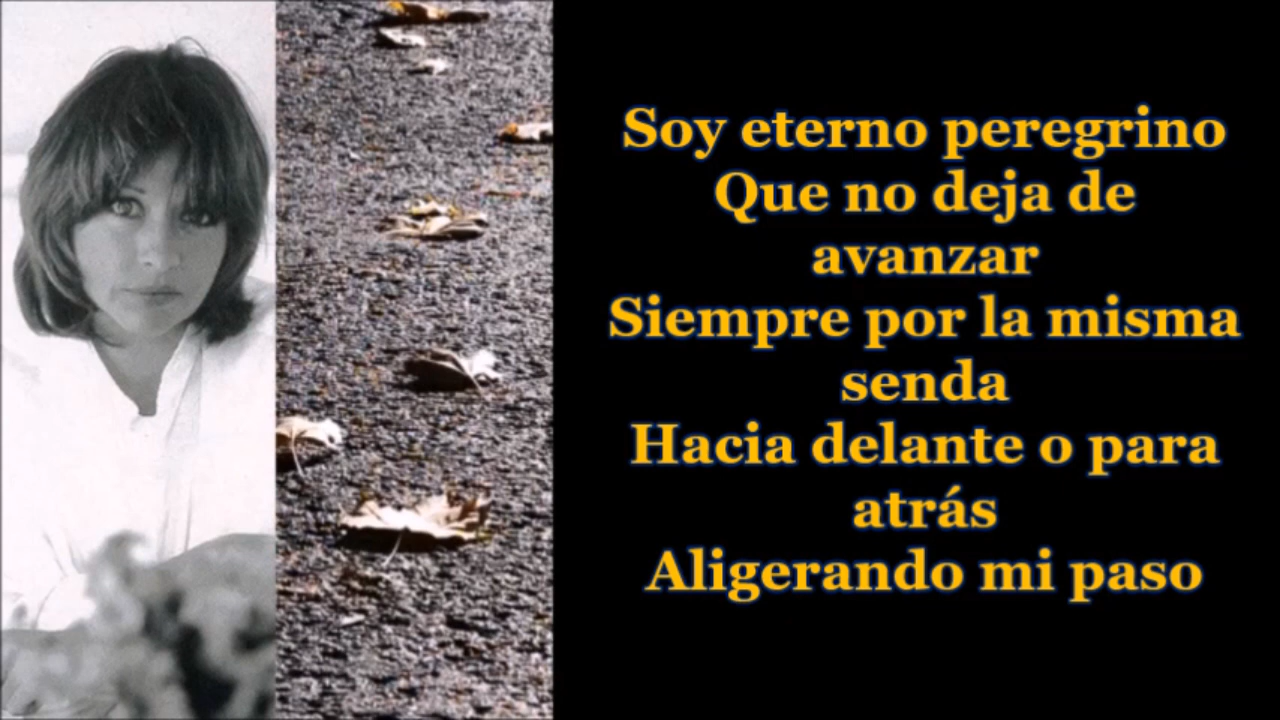 Soy eterno peregrino
Que no deja de
avanzar
Siempre por la misma
senda
Hacia delante o para
atrás
Aligerando mi paso